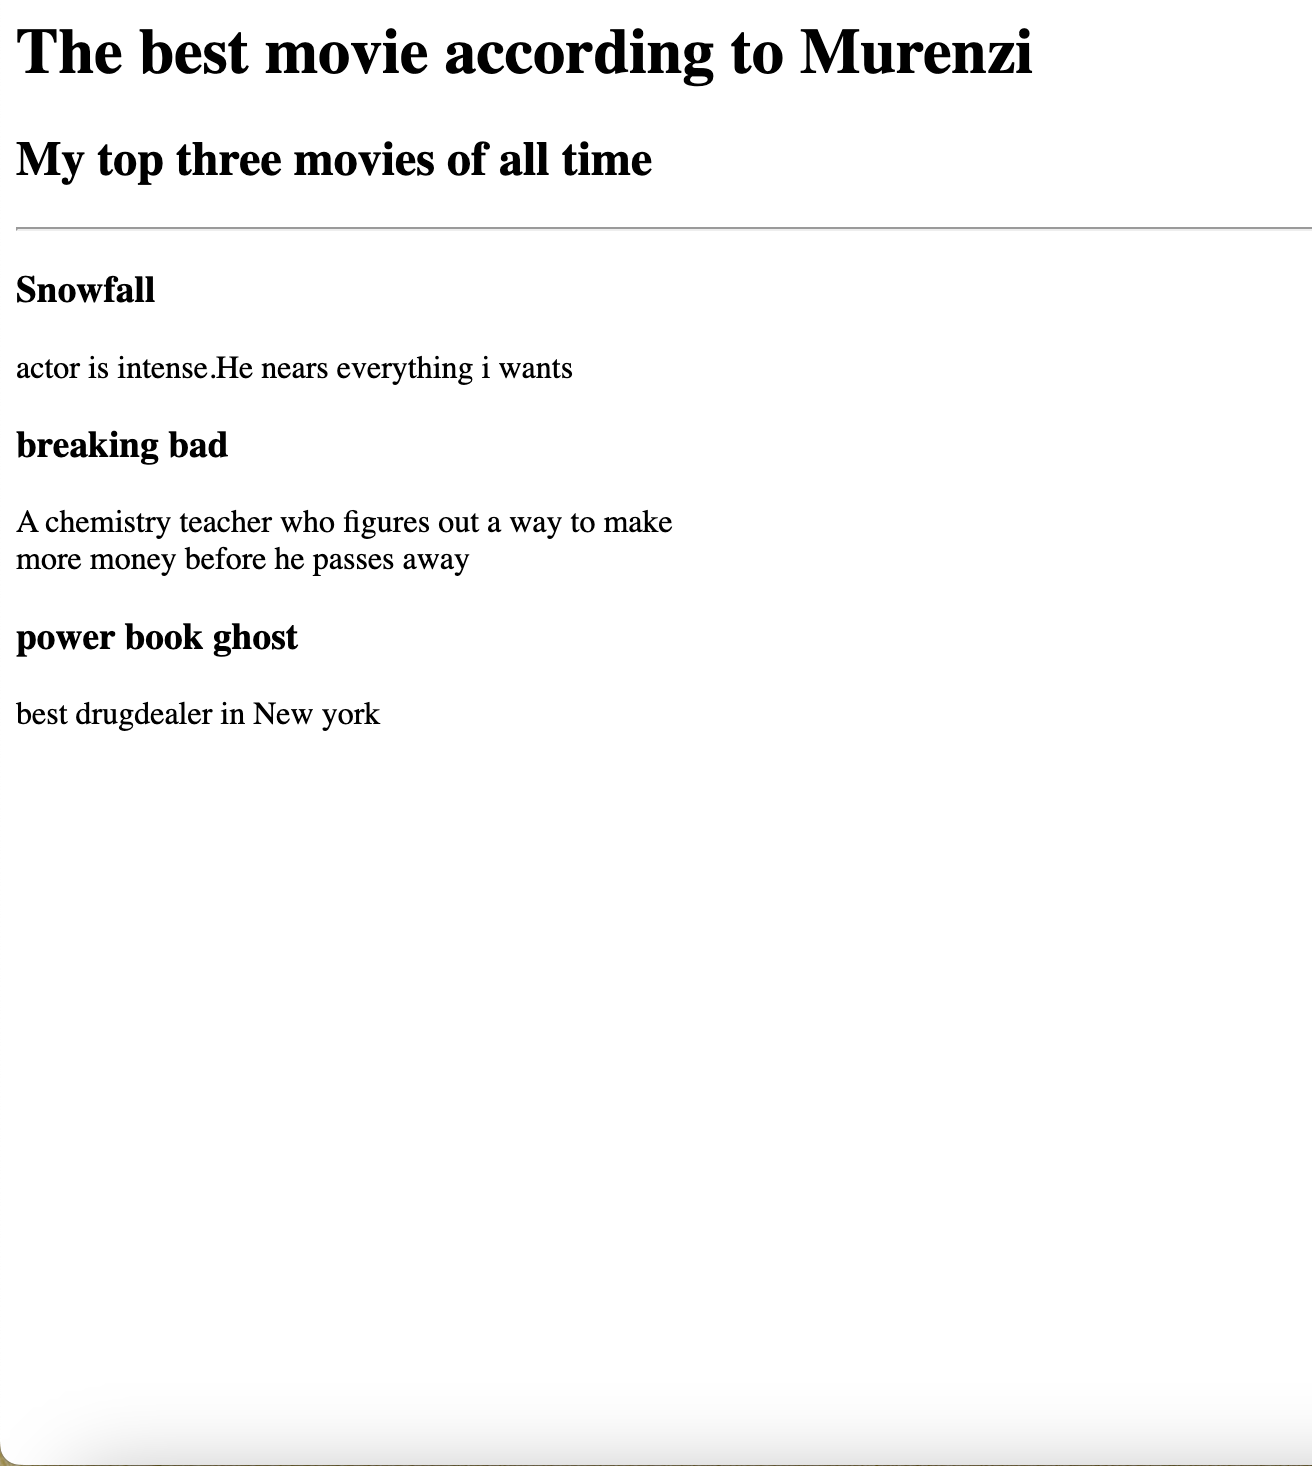 The best movie according to Murenzi
My top three movies of all time
Snowfall
actor is intense.He nears everything i wants
breaking bad
A chemistry teacher who figures out a way to make
more money before he passes away
power book ghost
best drugdealer in New york